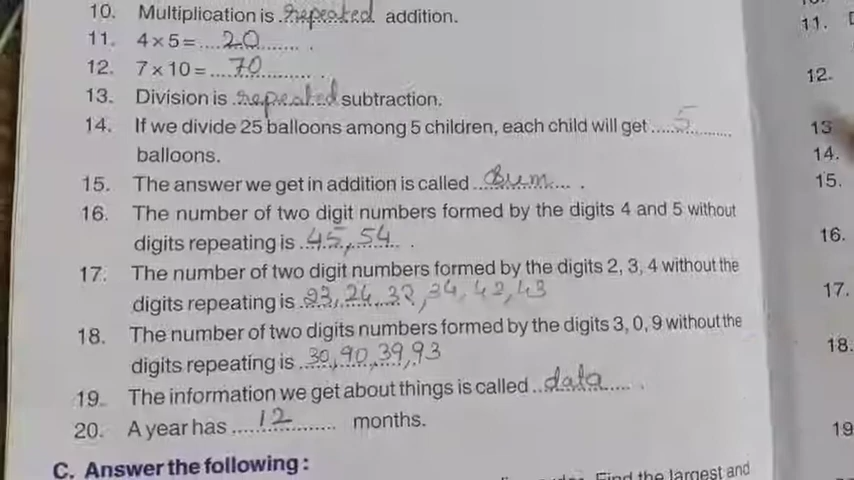 10. Multiplication is repeated addition.
11. 4 × 5 = 20 .
12. 7 × 10 = 70 .
13. Division is repeated subtraction.
14. If we divide 25 balloons among 5 children, each child will get 5
balloons.
15. The answer we get in addition is called Sum .
16. The number of two digit numbers formed by the digits 4 and 5 without
digits repeating is 45, 54 .
17. The number of two digit numbers formed by the digits 2, 3, 4 without the
digits repeating is 23, 24, 32, 34, 42, 43
18. The number of two digits numbers formed by the digits 3, 0, 9 without the
digits repeating is 30, 90, 39, 93
19. The information we get about things is called data .
20. A year has 12 months.
C. Answer the following :
Find the largest and
11.
12.
13
14.
15.
16.
17.
18.
19